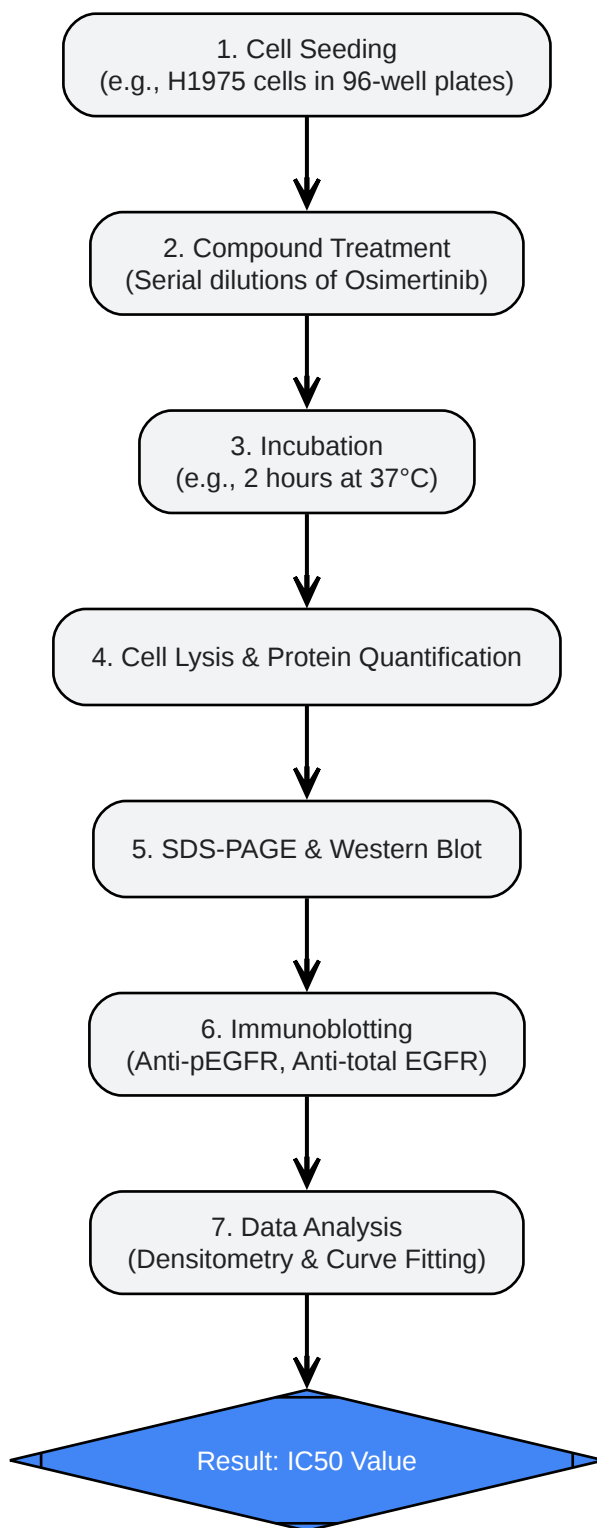 1. Cell Seeding
(e.g., H1975 cells in 96-well plates)
2. Compound Treatment
(Serial dilutions of Osimertinib)
3. Incubation
(e.g., 2 hours at 37°C)
4. Cell Lysis & Protein Quantification
5. SDS-PAGE & Western Blot
6. Immunoblotting
(Anti-pEGFR, Anti-total EGFR)
7. Data Analysis
(Densitometry & Curve Fitting)
Result: IC50 Value